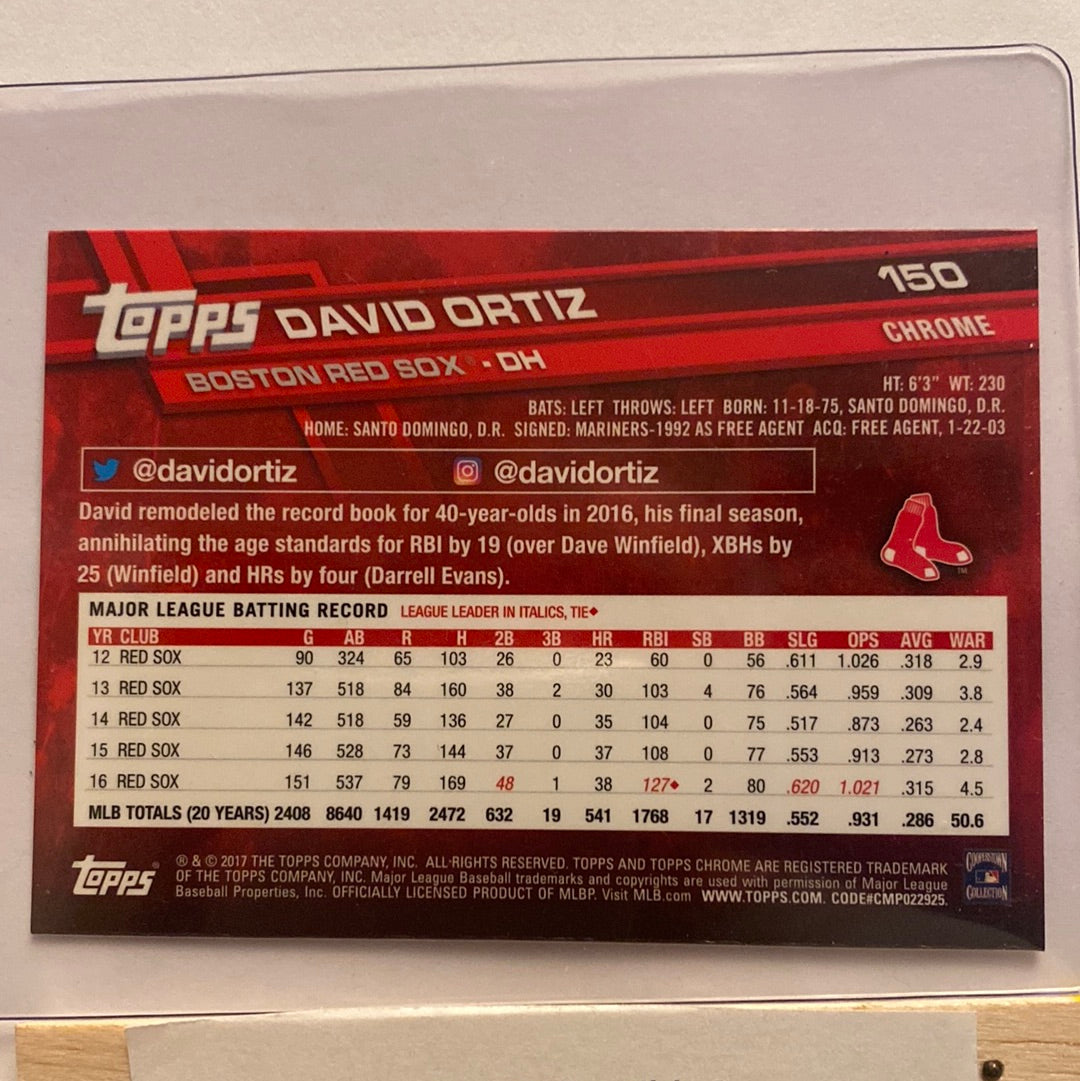 TOPPS DAVID ORTIZ 150
BOSTON RED SOX® • DH CHROME
HT: 6'3" WT: 230
BATS: LEFT THROWS: LEFT BORN: 11-18-75, SANTO DOMINGO, D.R.
HOME: SANTO DOMINGO, D.R. SIGNED: MARINERS-1992 AS FREE AGENT ACQ: FREE AGENT, 1-22-03
@davidortiz @davidortiz
David remodeled the record book for 40-year-olds in 2016, his final season,
annihilating the age standards for RBI by 19 (over Dave Winfield), XBHs by
25 (Winfield) and HRs by four (Darrell Evans).
TM
MAJOR LEAGUE BATTING RECORD LEAGUE LEADER IN ITALICS, TIE♦
YR CLUB G AB R H 2B 3B HR RBI SB BB SLG OPS AVG WAR
12 RED SOX 90 324 65 103 26 0 23 60 0 56 .611 1.026 .318 2.9
13 RED SOX 137 518 84 160 38 2 30 103 4 76 .564 .959 .309 3.8
14 RED SOX 142 518 59 136 27 0 35 104 0 75 .517 .873 .263 2.4
15 RED SOX 146 528 73 144 37 0 37 108 0 77 .553 .913 .273 2.8
16 RED SOX 151 537 79 169 48 1 38 127♦ 2 80 .620 1.021 .315 4.5
MLB TOTALS (20 YEARS) 2408 8640 1419 2472 632 19 541 1768 17 1319 .552 .931 .286 50.6
TOPPS®
® & © 2017 THE TOPPS COMPANY, INC. ALL RIGHTS RESERVED. TOPPS AND TOPPS CHROME ARE REGISTERED TRADEMARK
OF THE TOPPS COMPANY, INC. Major League Baseball trademarks and copyrights are used with permission of Major League
Baseball Properties, Inc. OFFICIALLY LICENSED PRODUCT OF MLBP. Visit MLB.com WWW.TOPPS.COM. CODE#CMP022925.
COOPERSTOWN
COLLECTION